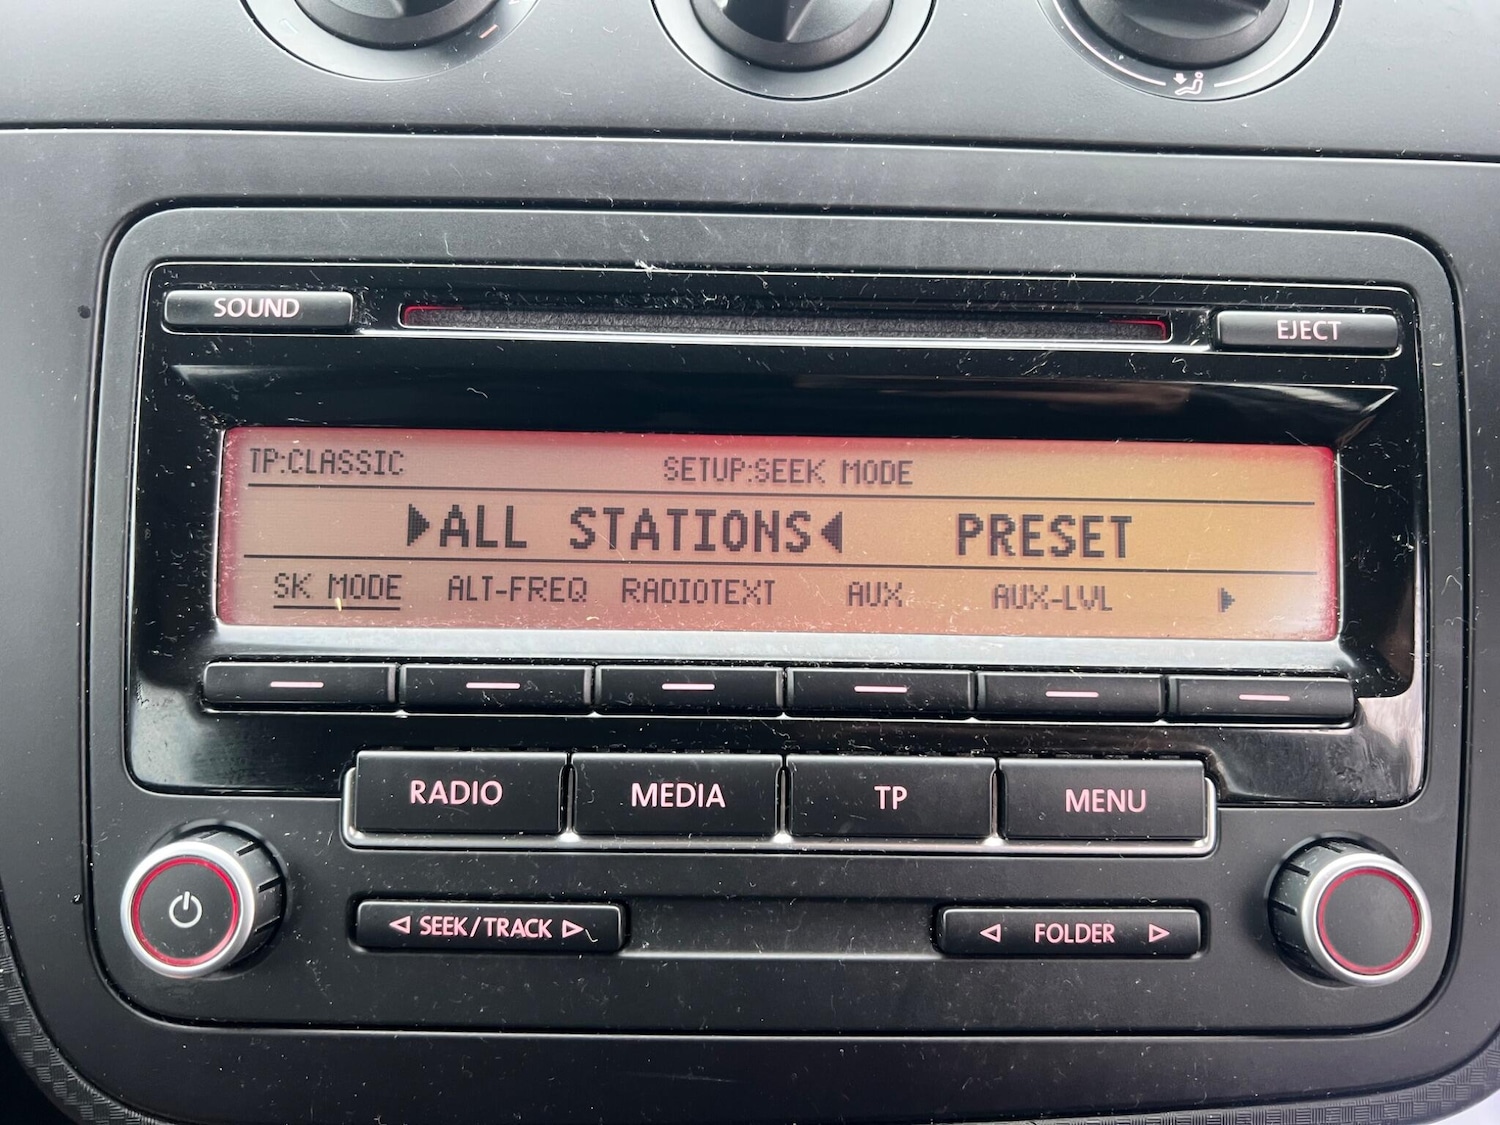 SOUND
EJECT
TP:CLASSIC SETUP:SEEK MODE
ALL STATIONS PRESET
SK MODE ALT-FREQ RADIOTEXT AUX AUX-LVL
RADIO MEDIA TP MENU
SEEK/TRACK FOLDER